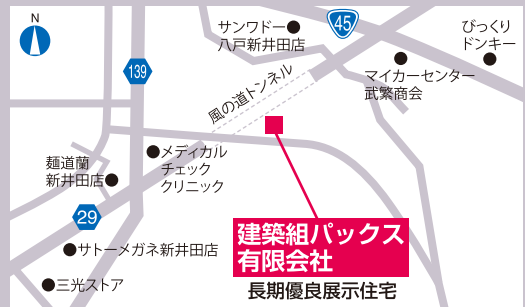 N
サンワドー
八戸新井田店
45
びっくり
ドンキー
139
風の道トンネル
マイカーセンター
武繁商会
メディカル
チェック
クリニック
麺道蘭
新井田店
29
建築組パックス
有限会社
長期優良展示住宅
サトーメガネ新井田店
三光ストア